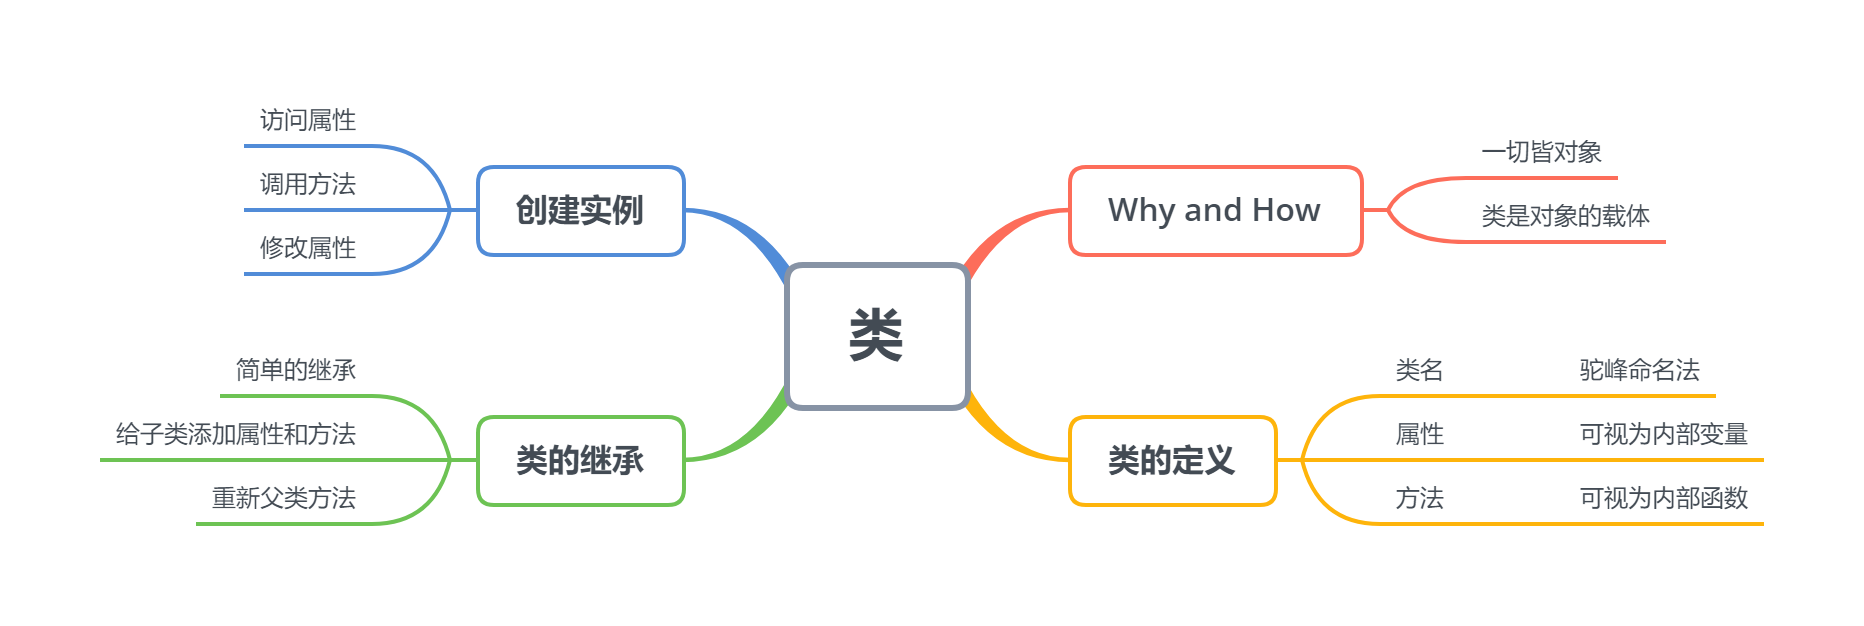 类
Why and How
一切皆对象
类是对象的载体
类的定义
类名
驼峰命名法
属性
可视为内部变量
方法
可视为内部函数
创建实例
访问属性
调用方法
修改属性
类的继承
简单的继承
给子类添加属性和方法
重新父类方法